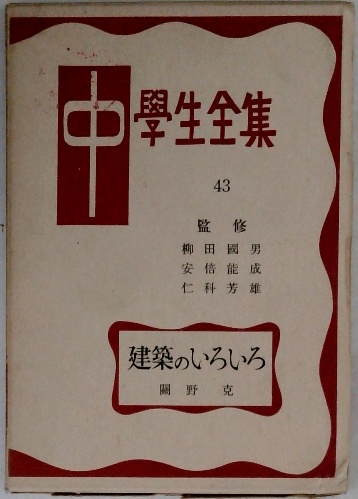 中學生全集
43
監修
柳田國男
安倍能成
仁科芳雄
建築のいろいろ
關野克